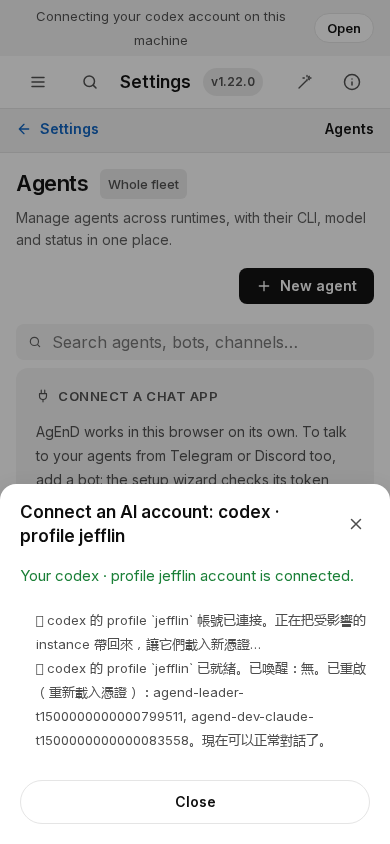 Connecting your codex account on this
machine
Open
Settings
v1.22.0
Settings
Agents
Agents
Whole fleet
Manage agents across runtimes, with their CLI, model
and status in one place.
New agent
Search agents, bots, channels…
CONNECT A CHAT APP
AgEnD works in this browser on its own. To talk
to your agents from Telegram or Discord too,
add a bot: the setup wizard checks its token
Connect an AI account: codex ·
profile jefflin
Your codex · profile jefflin account is connected.
codex 的 profile `jefflin` 帳號已連接。正在把受影響的
instance 帶回來，讓它們載入新憑證…
codex 的 profile `jefflin` 已就緒。已喚醒：無。已重啟
（重新載入憑證）：agend-leader-
t1500000000000799511, agend-dev-claude-
t1500000000000083558。現在可以正常對話了。
Close